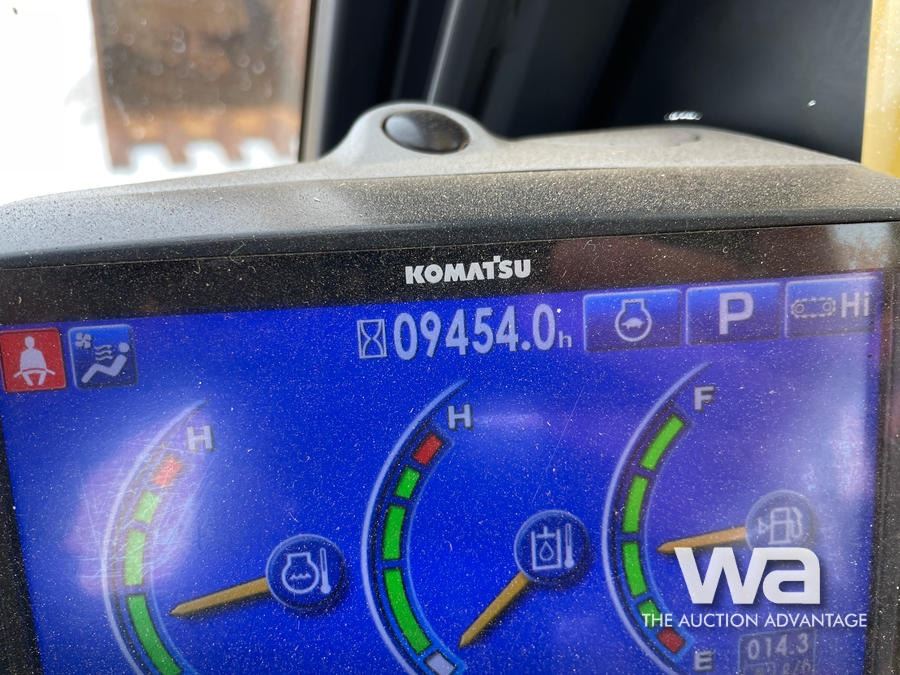 KOMATSU
09454.0h
P
Hi
H
H
F
wa
THE AUCTION ADVANTAGE
E
014.3